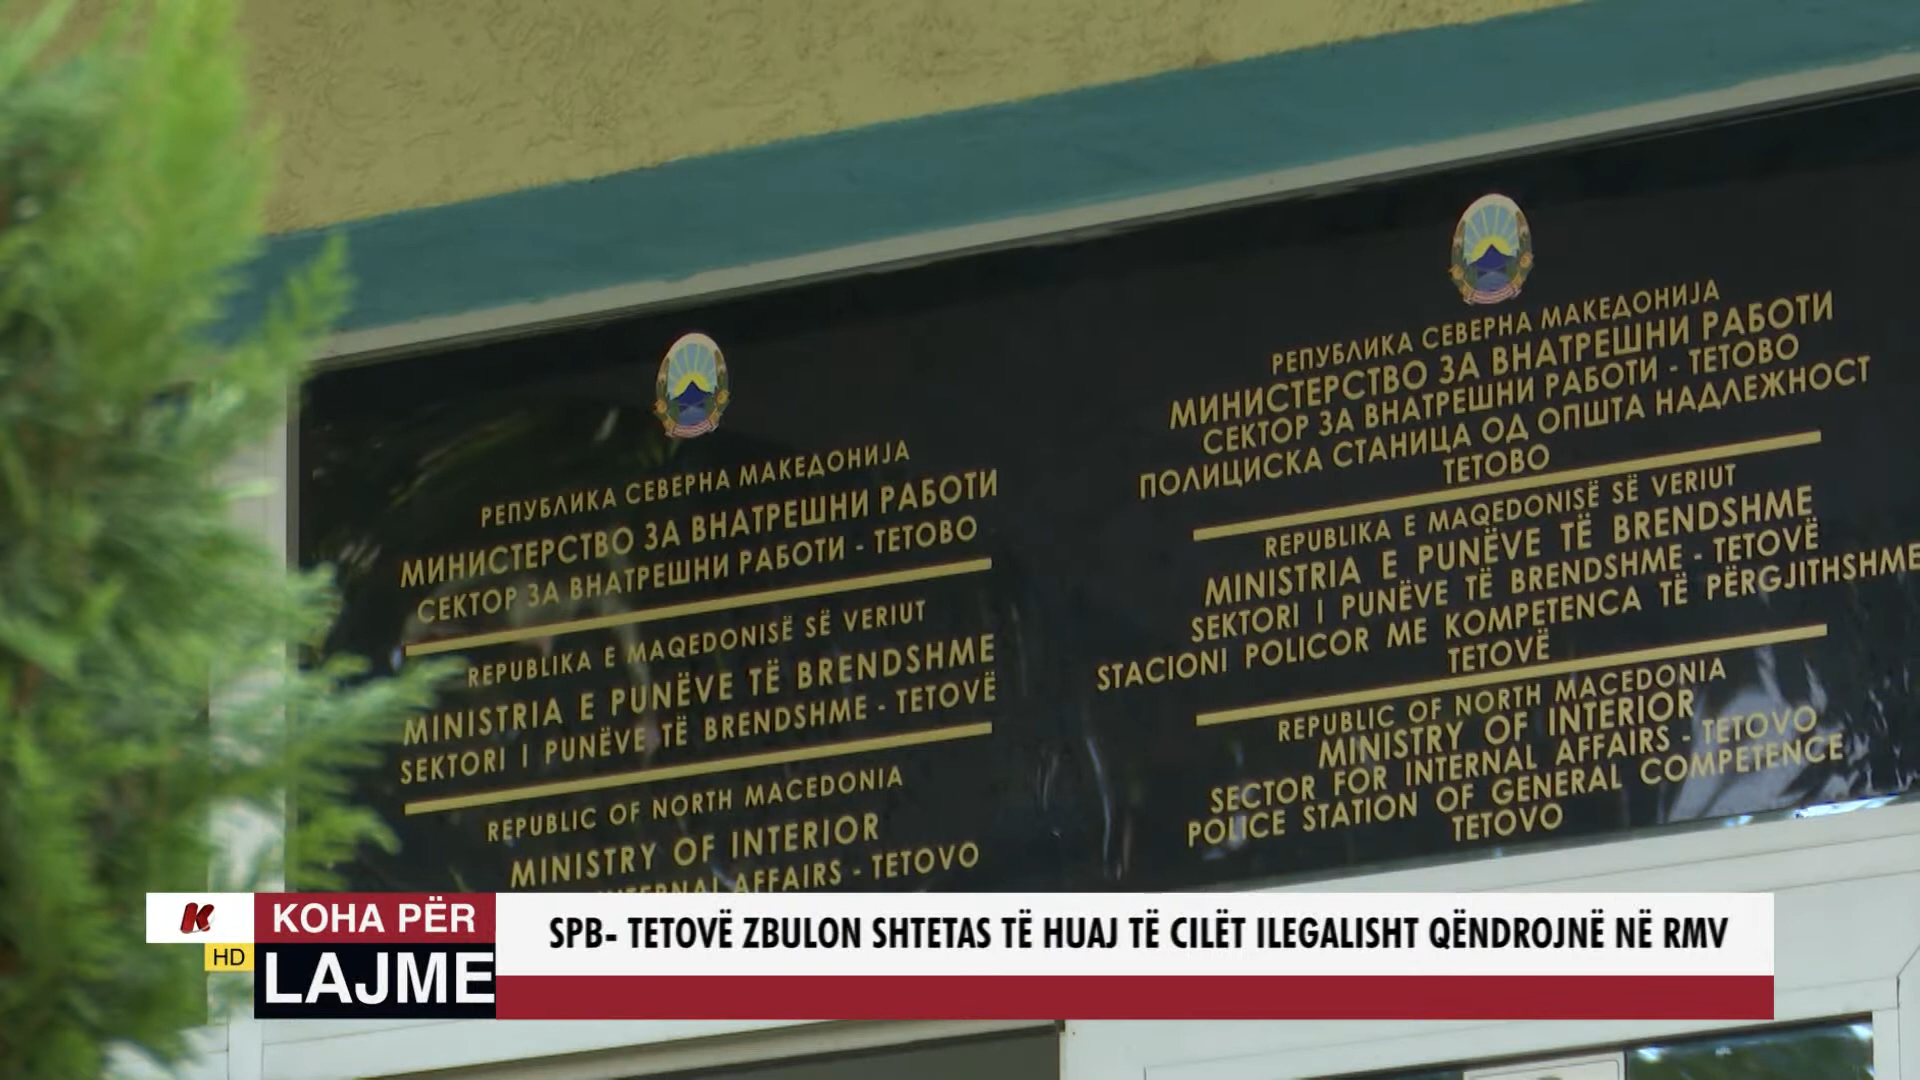 РЕПУБЛИКА СЕВЕРНА МАКЕДОНИЈА
МИНИСТЕРСТВО ЗА ВНАТРЕШНИ РАБОТИ
СЕКТОР ЗА ВНАТРЕШНИ РАБОТИ - ТЕТОВО
REPUBLIKA E MAQEDONISË SË VERIUT
MINISTRIA E PUNËVE TË BRENDSHME
SEKTORI I PUNËVE TË BRENDSHME - TETOVË
REPUBLIC OF NORTH MACEDONIA
MINISTRY OF INTERIOR
INTERNAL AFFAIRS - TETOVO
РЕПУБЛИКА СЕВЕРНА МАКЕДОНИЈА
МИНИСТЕРСТВО ЗА ВНАТРЕШНИ РАБОТИ
СЕКТОР ЗА ВНАТРЕШНИ РАБОТИ - ТЕТОВО
ПОЛИЦИСКА СТАНИЦА ОД ОПШТА НАДЛЕЖНОСТ
ТЕТОВО
REPUBLIKA E MAQEDONISË SË VERIUT
MINISTRIA E PUNËVE TË BRENDSHME
SEKTORI I PUNËVE TË BRENDSHME - TETOVË
STACIONI POLICOR ME KOMPETENCA TË PËRGJITHSHME
TETOVË
REPUBLIC OF NORTH MACEDONIA
MINISTRY OF INTERIOR
SECTOR FOR INTERNAL AFFAIRS - TETOVO
POLICE STATION OF GENERAL COMPETENCE
TETOVO
K
HD
KOHA PËR
LAJME
SPB- TETOVË ZBULON SHTETAS TË HUAJ TË CILËT ILEGALISHT QËNDROJNË NË RMV